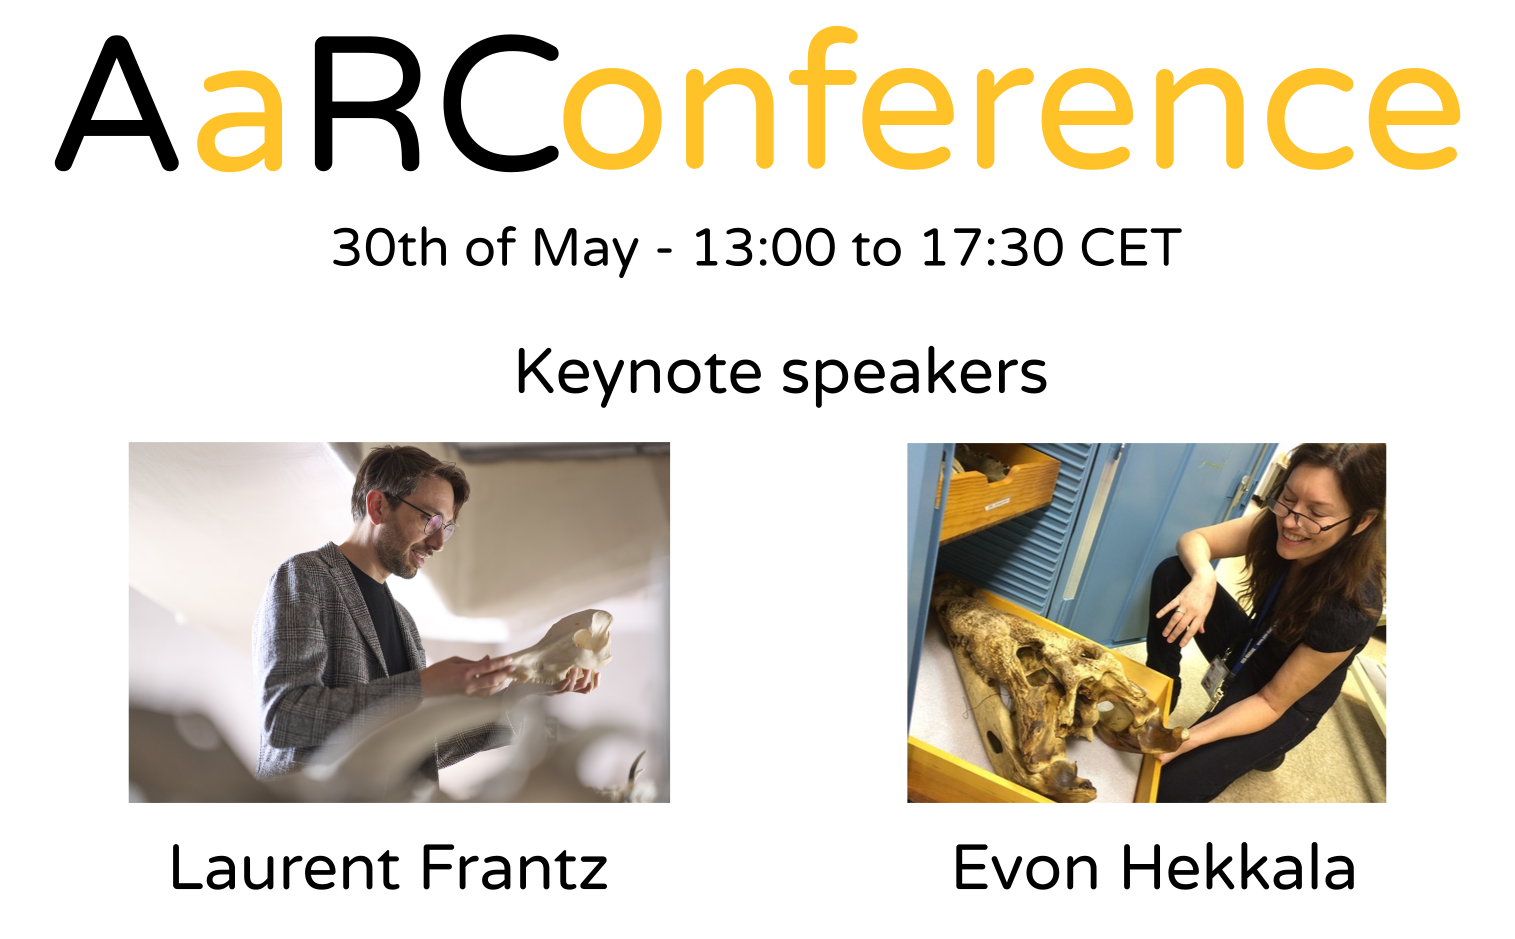 AaRConference
30th of May - 13:00 to 17:30 CET
Keynote speakers
Laurent Frantz
Evon Hekkala